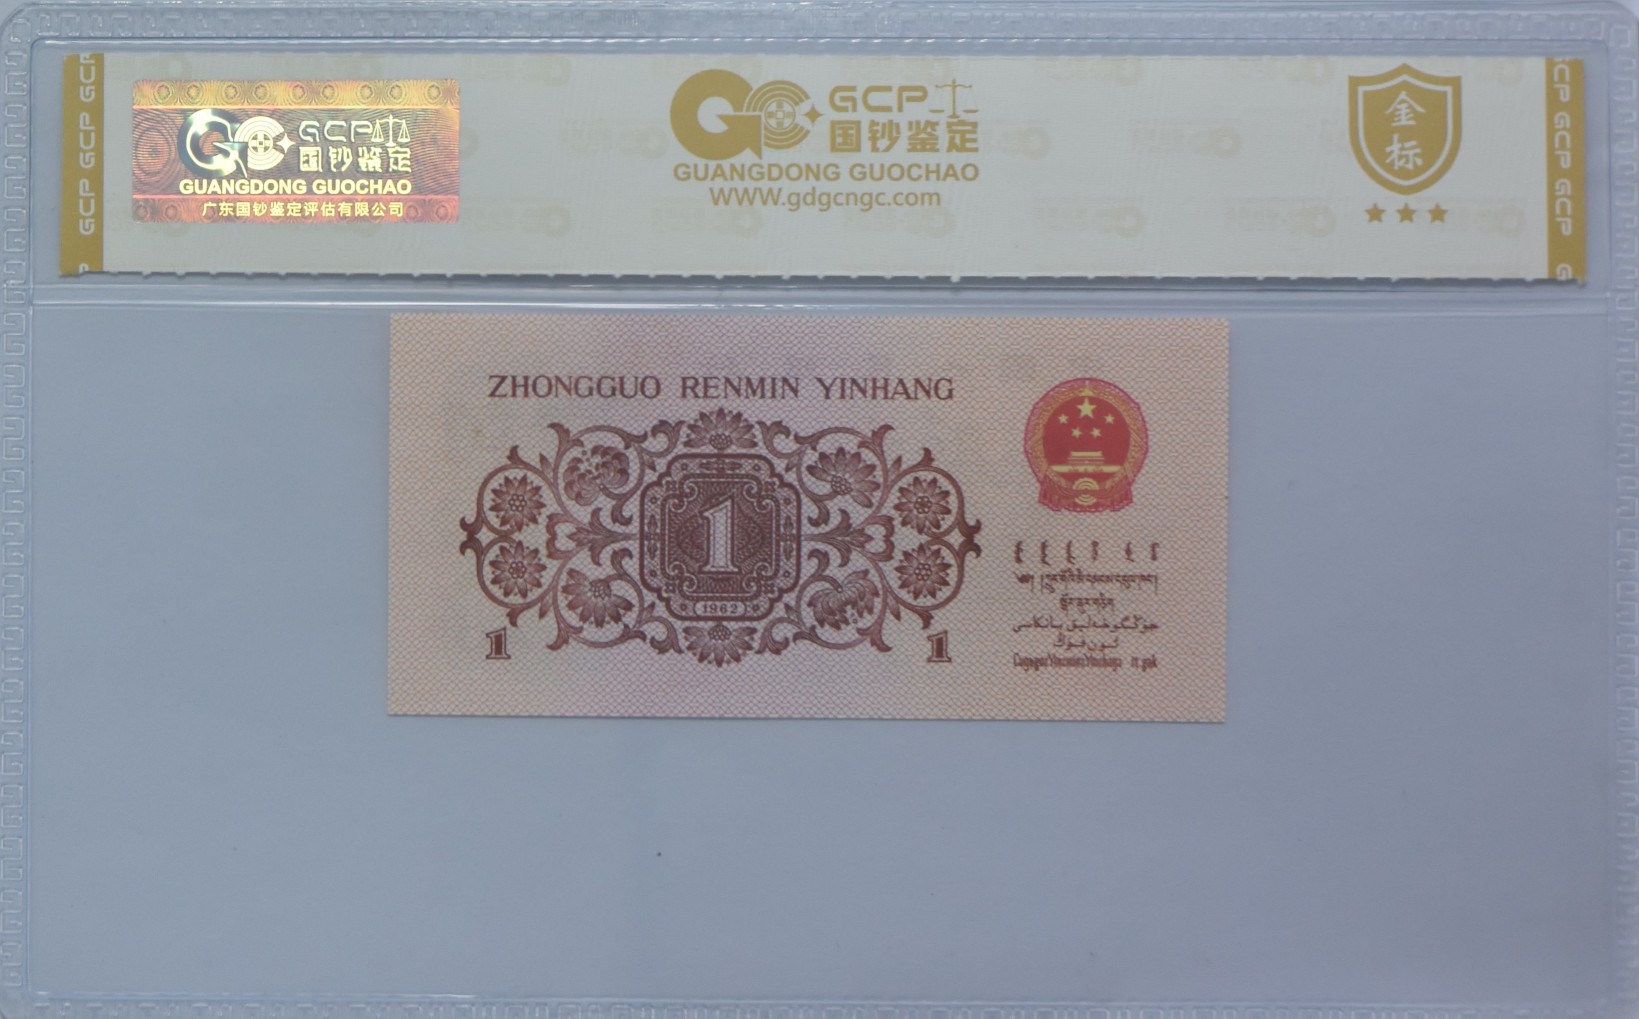 GCP GCP GCP
GCP
国钞鉴定
GUANGDONG GUOCHAO
广东国钞鉴定评估有限公司
GCP
国钞鉴定
GUANGDONG GUOCHAO
WWW.gdgcngc.com
金标
GCP GCP GCP
ZHONGGUO RENMIN YINHANG
1
1962
1 1